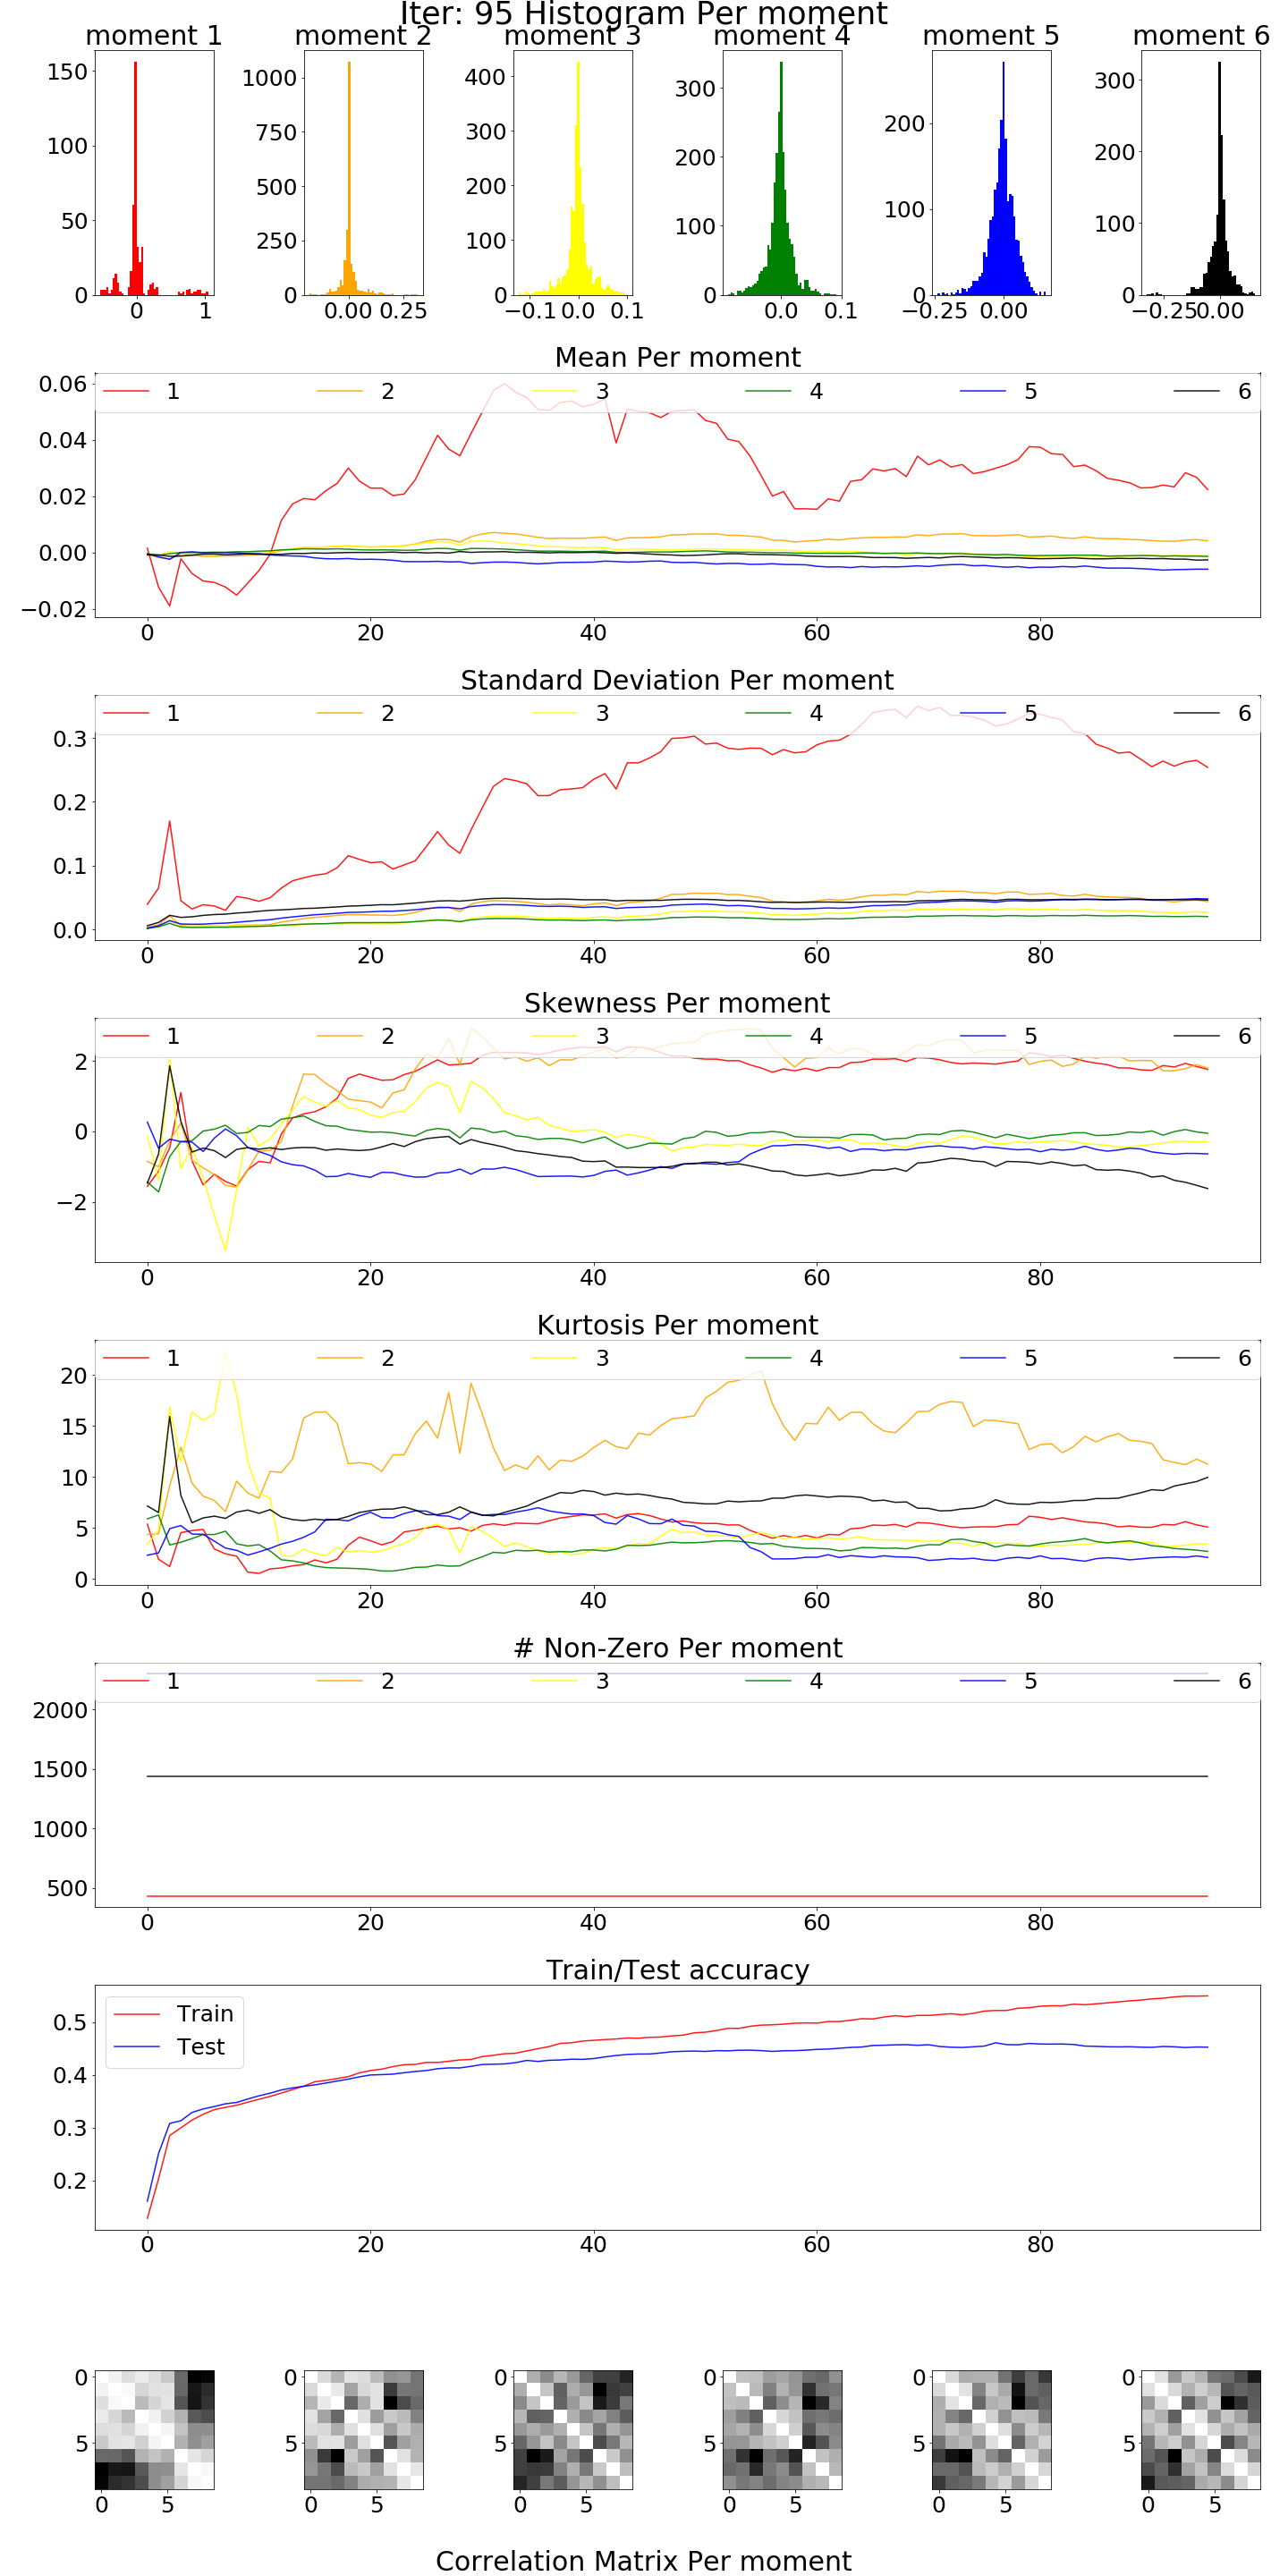 Iter: 95 Histogram Per moment
moment 1 moment 2 moment 3 moment 4 moment 5 moment 6
150 100 50 0
0 1
1000 750 500 250 0
0.00 0.25
400 300 200 100 0
−0.1 0.0 0.1
300 200 100 0
0.0 0.1
200 100 0
−0.25 0.00
300 200 100 0
−0.25 0.00
Mean Per moment
1 2 3 4 5 6
0.06
0.04
0.02
0.00
−0.02
0 20 40 60 80
Standard Deviation Per moment
1 2 3 4 5 6
0.3
0.2
0.1
0.0
0 20 40 60 80
Skewness Per moment
1 2 3 4 5 6
2
0
−2
0 20 40 60 80
Kurtosis Per moment
1 2 3 4 5 6
20
15
10
5
0
0 20 40 60 80
# Non-Zero Per moment
1 2 3 4 5 6
2000
1500
1000
500
0 20 40 60 80
Train/Test accuracy
Train
Test
0.5
0.4
0.3
0.2
0 20 40 60 80
0 0 0 0 0 0
5 5 5 5 5 5
0 5 0 5 0 5 0 5 0 5 0 5
Correlation Matrix Per moment